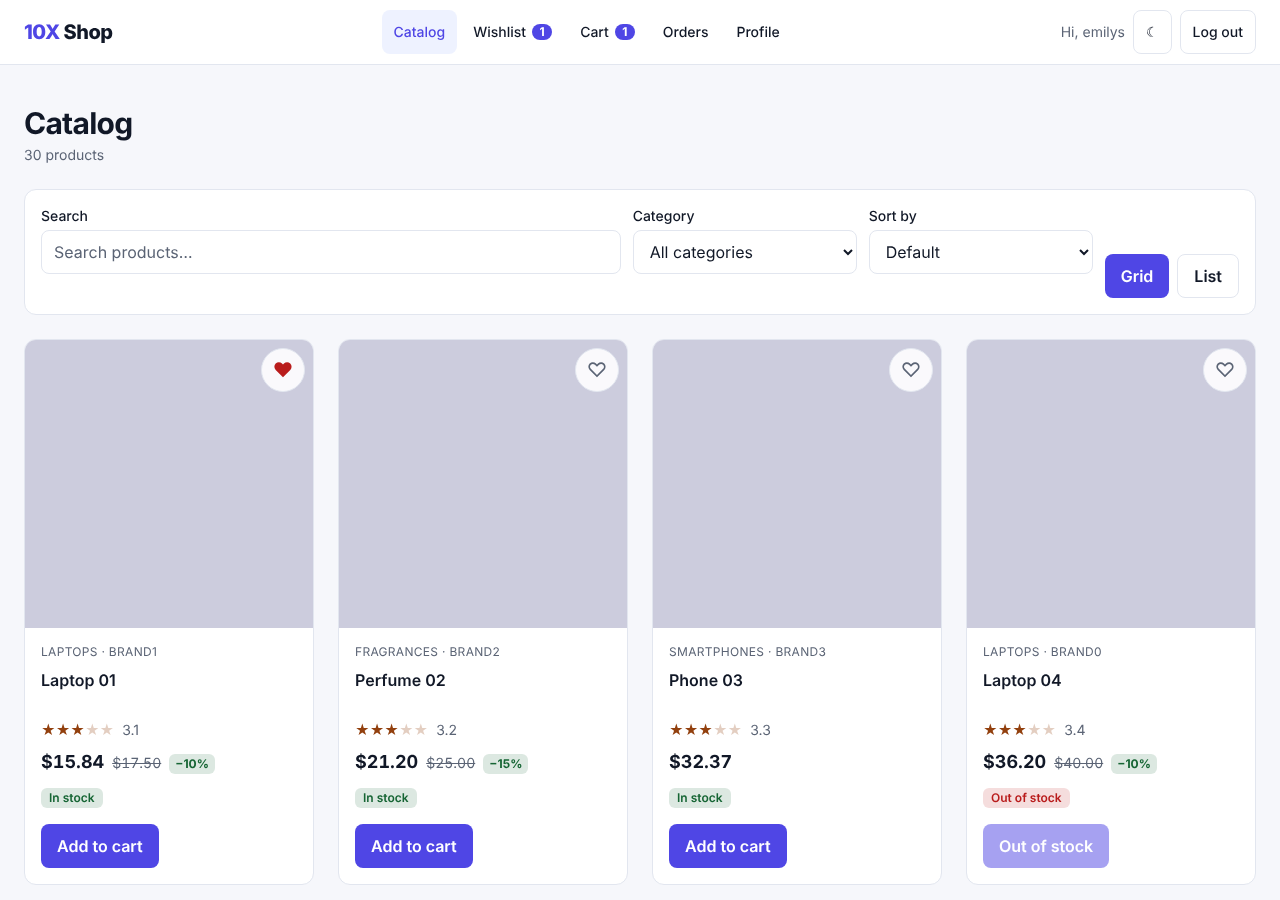 10X Shop
Catalog
Wishlist 1
Cart 1
Orders
Profile
Hi, emilys
Log out
Catalog
30 products
Search
Category
Sort by
Search products...
All categories
Default
Grid
List
LAPTOPS · BRAND1
Laptop 01
★★★★★ 3.1
$15.84 $17.50 −10%
In stock
Add to cart
FRAGRANCES · BRAND2
Perfume 02
★★★★★ 3.2
$21.20 $25.00 −15%
In stock
Add to cart
SMARTPHONES · BRAND3
Phone 03
★★★★★ 3.3
$32.37
In stock
Add to cart
LAPTOPS · BRAND0
Laptop 04
★★★★★ 3.4
$36.20 $40.00 −10%
Out of stock
Out of stock